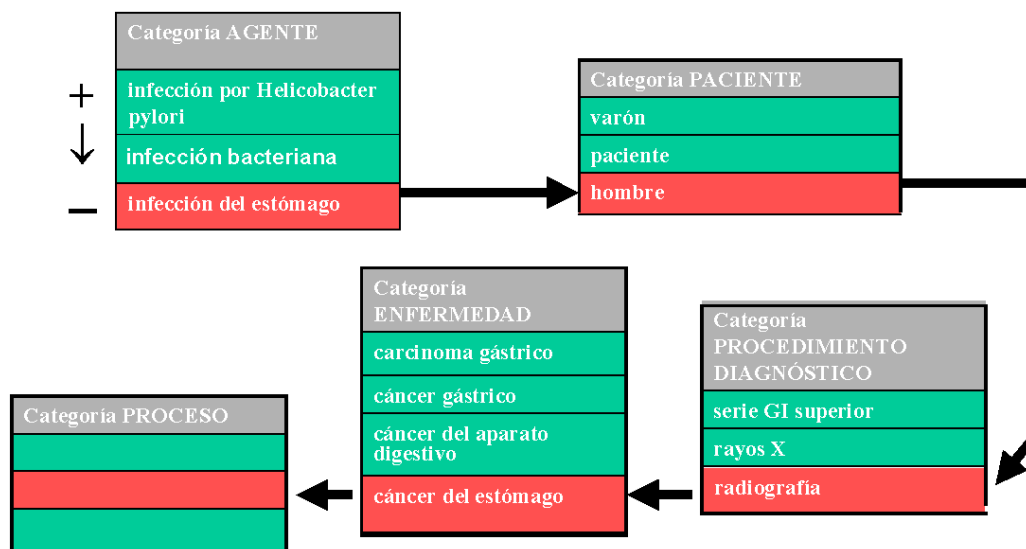 Categoría AGENTE
+
infección por Helicobacter
pylori
infección bacteriana
–
infección del estómago
Categoría PACIENTE
varón
paciente
hombre
Categoría
PROCEDIMIENTO
DIAGNÓSTICO
serie GI superior
rayos X
radiografía
Categoría
ENFERMEDAD
carcinoma gástrico
cáncer gástrico
cáncer del aparato
digestivo
cáncer del estómago
Categoría PROCESO